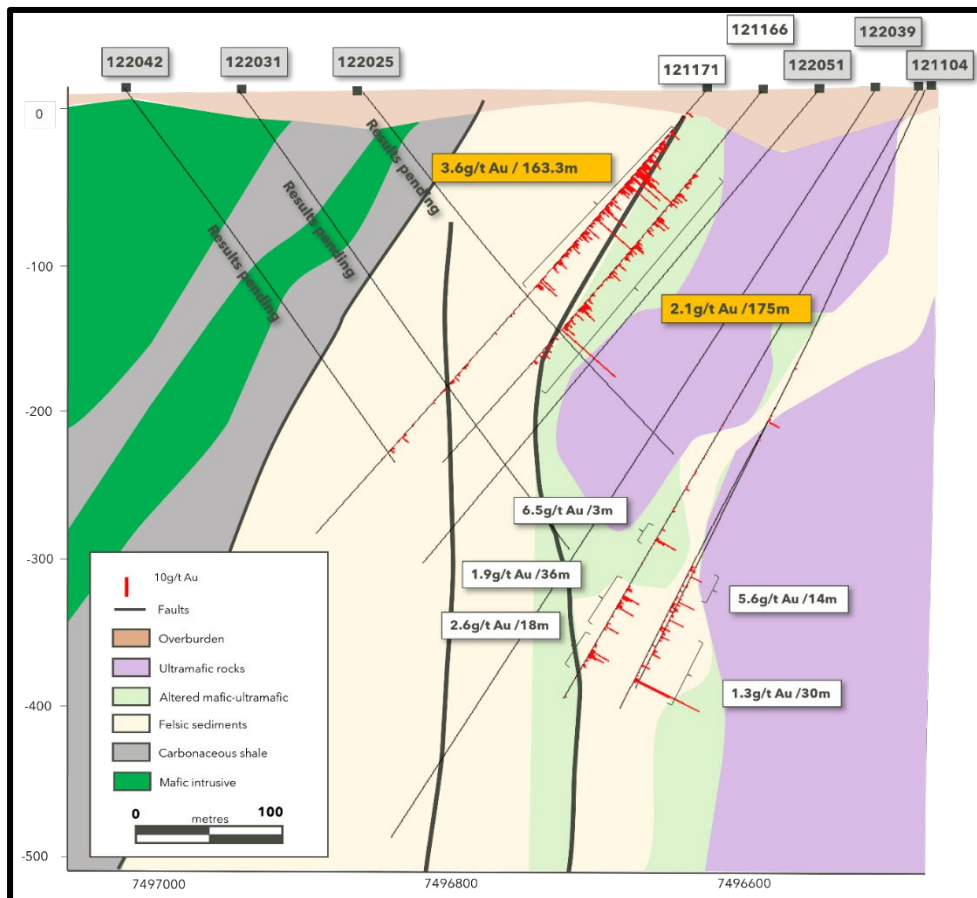 121166
122039
122042
122031
122025
121171
122051
121104
0
Results pending
Results pending
Results pending
3.6g/t Au / 163.3m
-100
2.1g/t Au /175m
-200
6.5g/t Au /3m
-300
1.9g/t Au /36m
5.6g/t Au /14m
2.6g/t Au /18m
1.3g/t Au /30m
-400
-500
10g/t Au
Faults
Overburden
Ultramafic rocks
Altered mafic-ultramafic
Felsic sediments
Carbonaceous shale
Mafic intrusive
0 metres 100
7497000 7496800 7496600